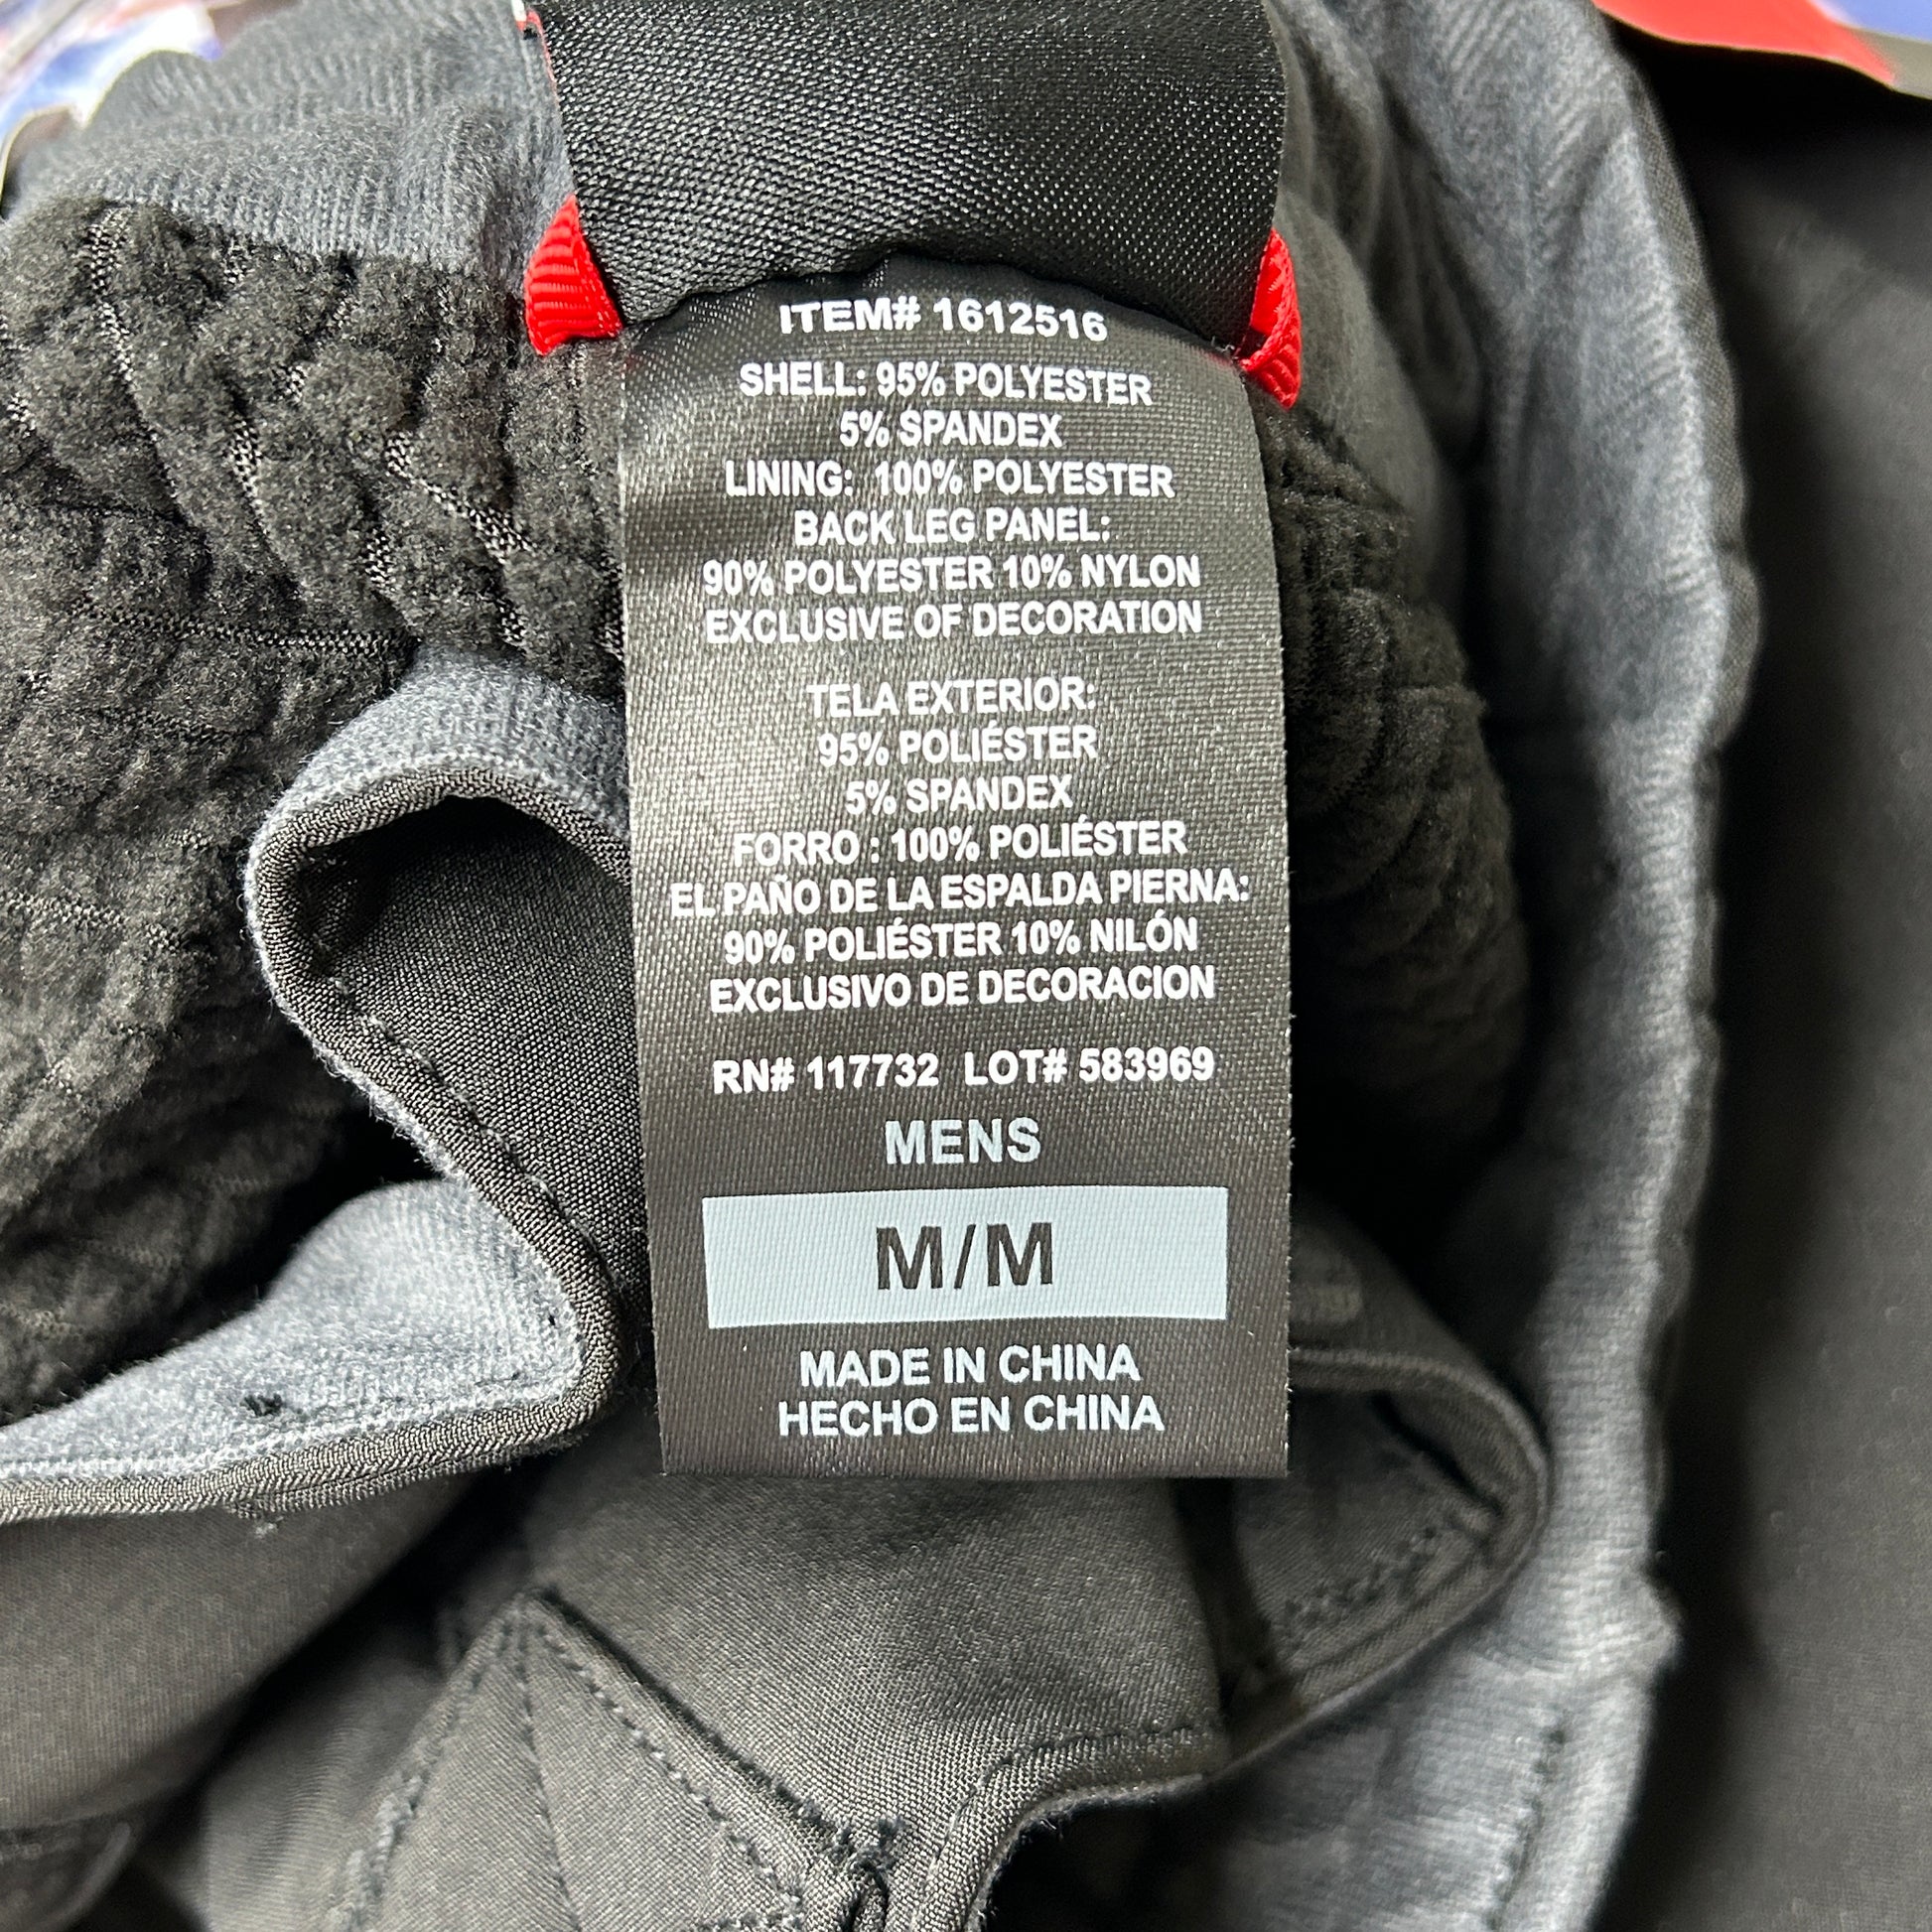 ITEM# 1612516
SHELL: 95% POLYESTER
5% SPANDEX
LINING: 100% POLYESTER
BACK LEG PANEL:
90% POLYESTER 10% NYLON
EXCLUSIVE OF DECORATION
TELA EXTERIOR:
95% POLIÉSTER
5% SPANDEX
FORRO : 100% POLIÉSTER
EL PAÑO DE LA ESPALDA PIERNA:
90% POLIÉSTER 10% NILÓN
EXCLUSIVO DE DECORACION
RN# 117732 LOT# 583969
MENS
M/M
MADE IN CHINA
HECHO EN CHINA